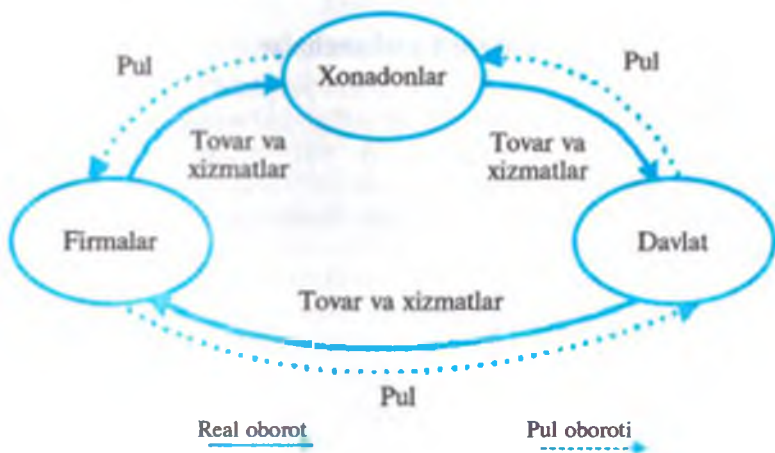 Pul
Xonadonlar
Pul
Tovar va
xizmatlar
Tovar va
xizmatlar
Firmalar
Davlat
Tovar va xizmatlar
Pul
Real oborot
Pul oboroti